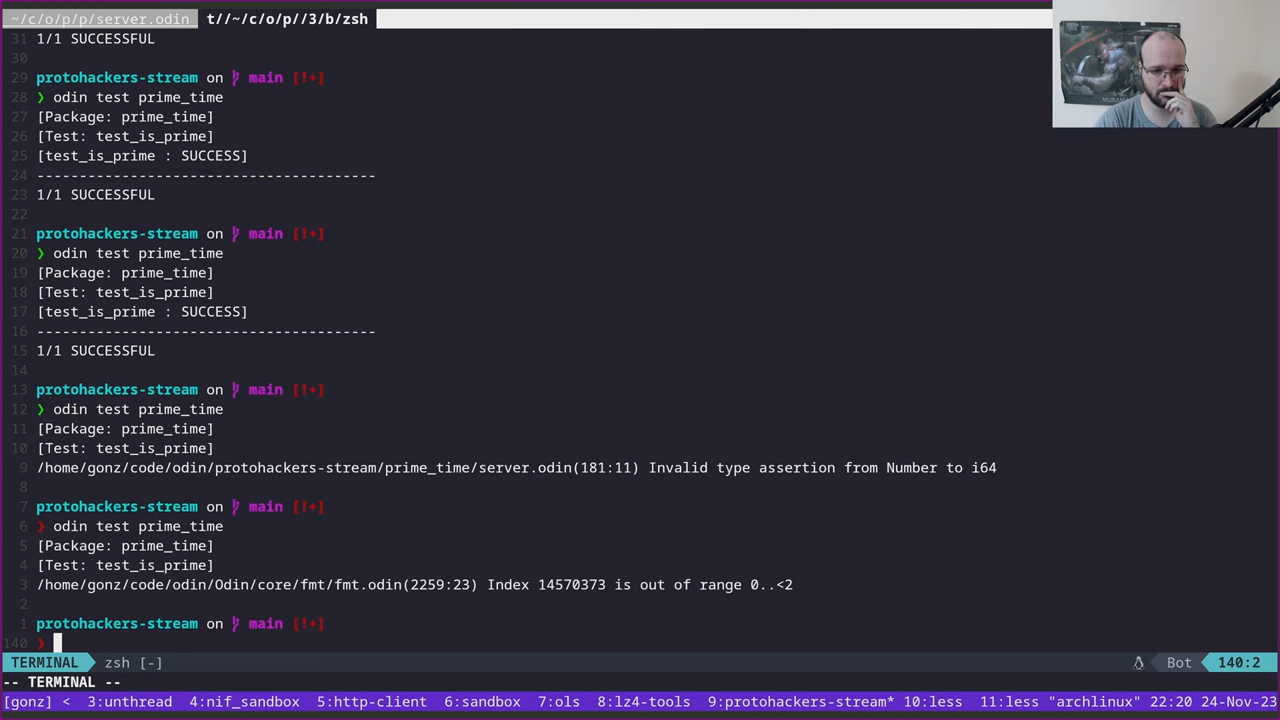 ~/c/o/p/p/server.odin t//~/c/o/p//3/b/zsh
31 1/1 SUCCESSFUL
30
29 protohackers-stream on main [!+]
28 ❯ odin test prime_time
27 [Package: prime_time]
26 [Test: test_is_prime]
25 [test_is_prime : SUCCESS]
24 ----------------------------------------
23 1/1 SUCCESSFUL
22
21 protohackers-stream on main [!+]
20 ❯ odin test prime_time
19 [Package: prime_time]
18 [Test: test_is_prime]
17 [test_is_prime : SUCCESS]
16 ----------------------------------------
15 1/1 SUCCESSFUL
14
13 protohackers-stream on main [!+]
12 ❯ odin test prime_time
11 [Package: prime_time]
10 [Test: test_is_prime]
9 /home/gonz/code/odin/protohackers-stream/prime_time/server.odin(181:11) Invalid type assertion from Number to i64
8
7 protohackers-stream on main [!+]
6 ❯ odin test prime_time
5 [Package: prime_time]
4 [Test: test_is_prime]
3 /home/gonz/code/odin/Odin/core/fmt/fmt.odin(2259:23) Index 14570373 is out of range 0..<2
2
1 protohackers-stream on main [!+]
140 ❯
TERMINAL zsh [-] Bot 140:2
-- TERMINAL --
[gonz] < 3:unthread 4:nif_sandbox 5:http-client 6:sandbox 7:ols 8:lz4-tools 9:protohackers-stream* 10:less 11:less "archlinux" 22:20 24-Nov-23